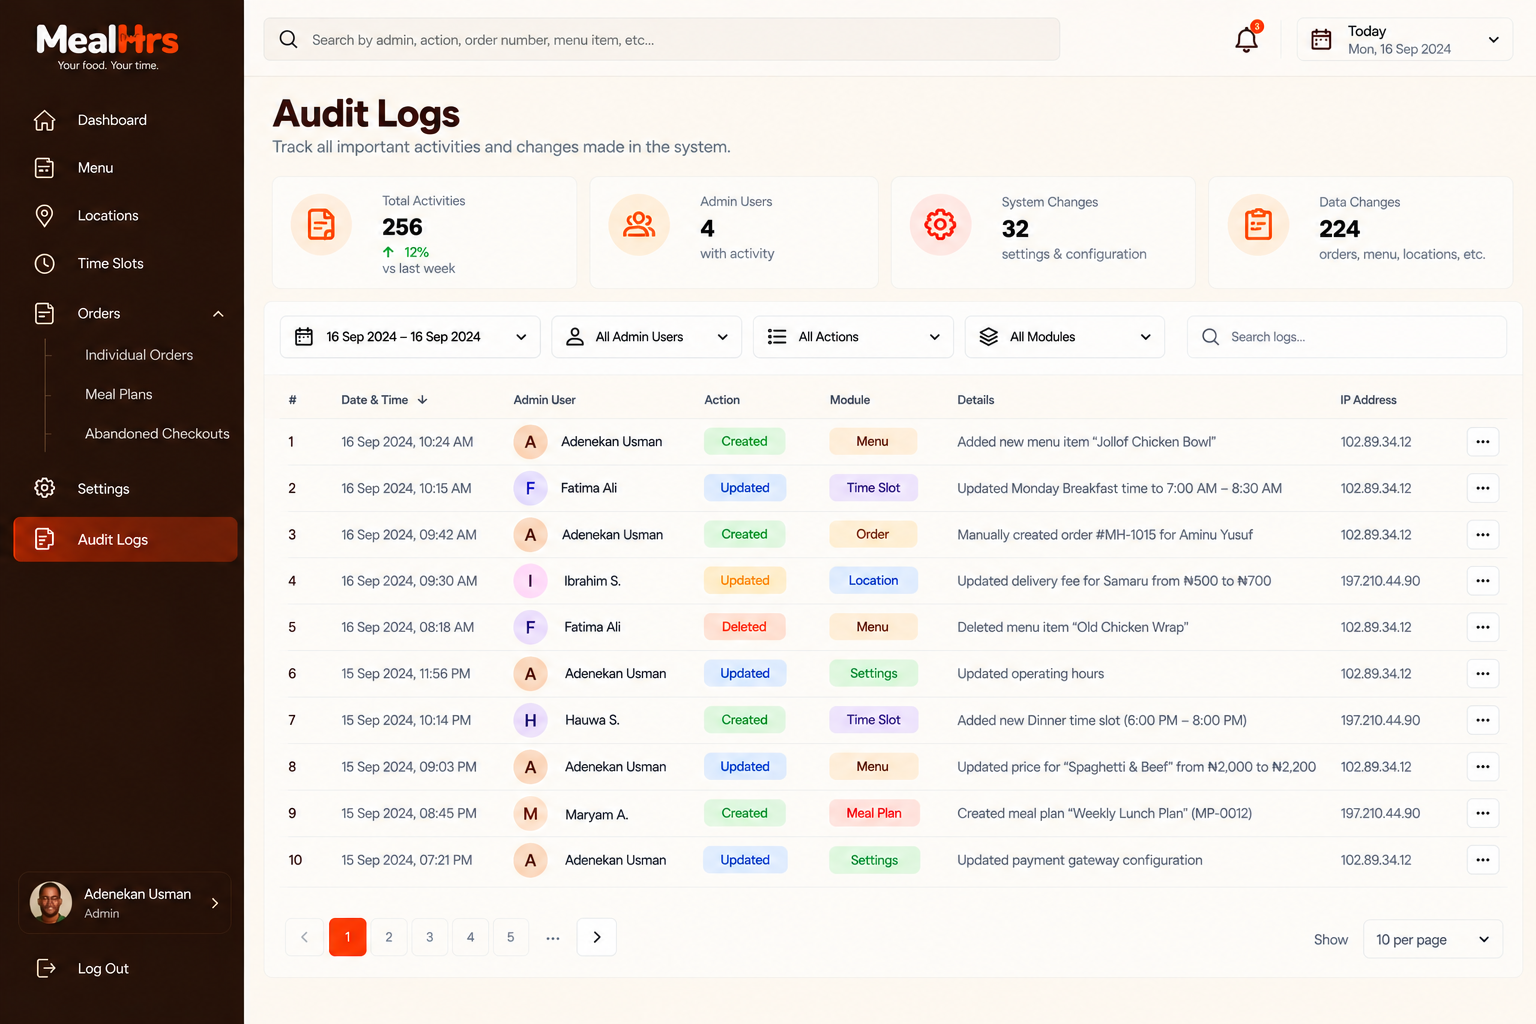 MealHrs
Your food. Your time.
Dashboard
Menu
Locations
Time Slots
Orders
Individual Orders
Meal Plans
Abandoned Checkouts
Settings
Audit Logs
Adenekan Usman
Admin
Log Out
Search by admin, action, order number, menu item, etc...
3
Today
Mon, 16 Sep 2024
Audit Logs
Track all important activities and changes made in the system.
Total Activities
256
12%
vs last week
Admin Users
4
with activity
System Changes
32
settings & configuration
Data Changes
224
orders, menu, locations, etc.
16 Sep 2024 – 16 Sep 2024
All Admin Users
All Actions
All Modules
Search logs...
# Date & Time Admin User Action Module Details IP Address
1 16 Sep 2024, 10:24 AM A Adenekan Usman Created Menu Added new menu item “Jollof Chicken Bowl” 102.89.34.12
2 16 Sep 2024, 10:15 AM F Fatima Ali Updated Time Slot Updated Monday Breakfast time to 7:00 AM – 8:30 AM 102.89.34.12
3 16 Sep 2024, 09:42 AM A Adenekan Usman Created Order Manually created order #MH-1015 for Aminu Yusuf 102.89.34.12
4 16 Sep 2024, 09:30 AM I Ibrahim S. Updated Location Updated delivery fee for Samaru from ₦500 to ₦700 197.210.44.90
5 16 Sep 2024, 08:18 AM F Fatima Ali Deleted Menu Deleted menu item “Old Chicken Wrap” 102.89.34.12
6 15 Sep 2024, 11:56 PM A Adenekan Usman Updated Settings Updated operating hours 102.89.34.12
7 15 Sep 2024, 10:14 PM H Hauwa S. Created Time Slot Added new Dinner time slot (6:00 PM – 8:00 PM) 197.210.44.90
8 15 Sep 2024, 09:03 PM A Adenekan Usman Updated Menu Updated price for “Spaghetti & Beef” from ₦2,000 to ₦2,200 102.89.34.12
9 15 Sep 2024, 08:45 PM M Maryam A. Created Meal Plan Created meal plan “Weekly Lunch Plan” (MP-0012) 197.210.44.90
10 15 Sep 2024, 07:21 PM A Adenekan Usman Updated Settings Updated payment gateway configuration 102.89.34.12
1 2 3 4 5 ...
Show 10 per page